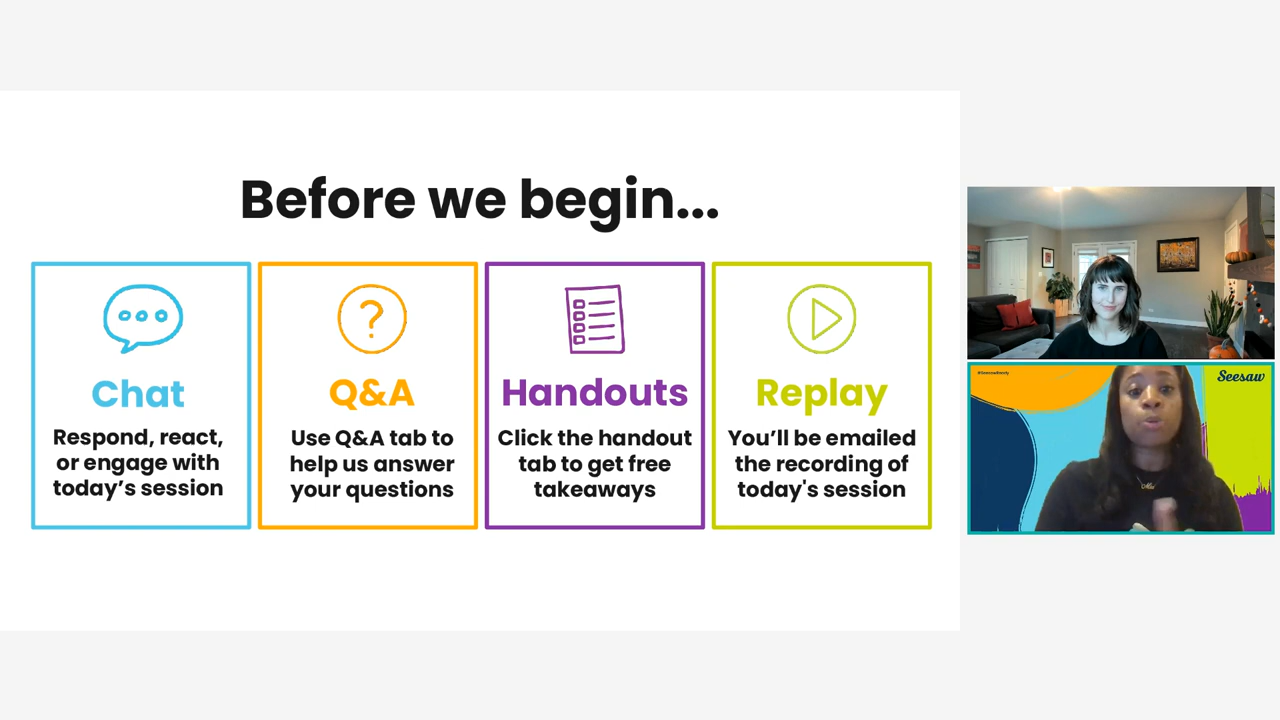 Before we begin...
Chat
Respond, react,
or engage with
today’s session
Q&A
Use Q&A tab to
help us answer
your questions
Handouts
Click the handout
tab to get free
takeaways
Replay
You’ll be emailed
the recording of
today's session
Seesaw